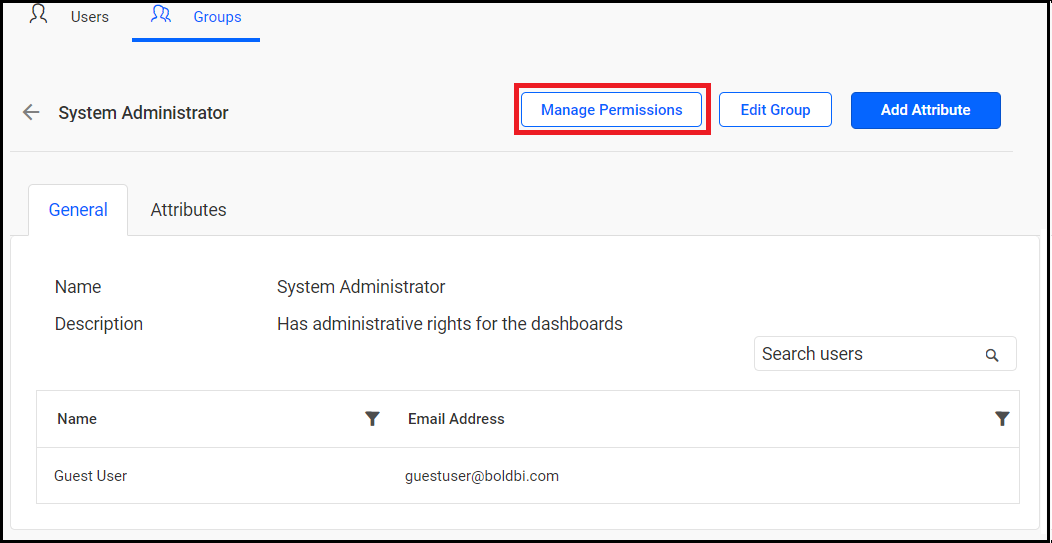 Users Groups
System Administrator Manage Permissions Edit Group Add Attribute
General Attributes
Name System Administrator
Description Has administrative rights for the dashboards
Search users
Name Email Address
Guest User guestuser@boldbi.com